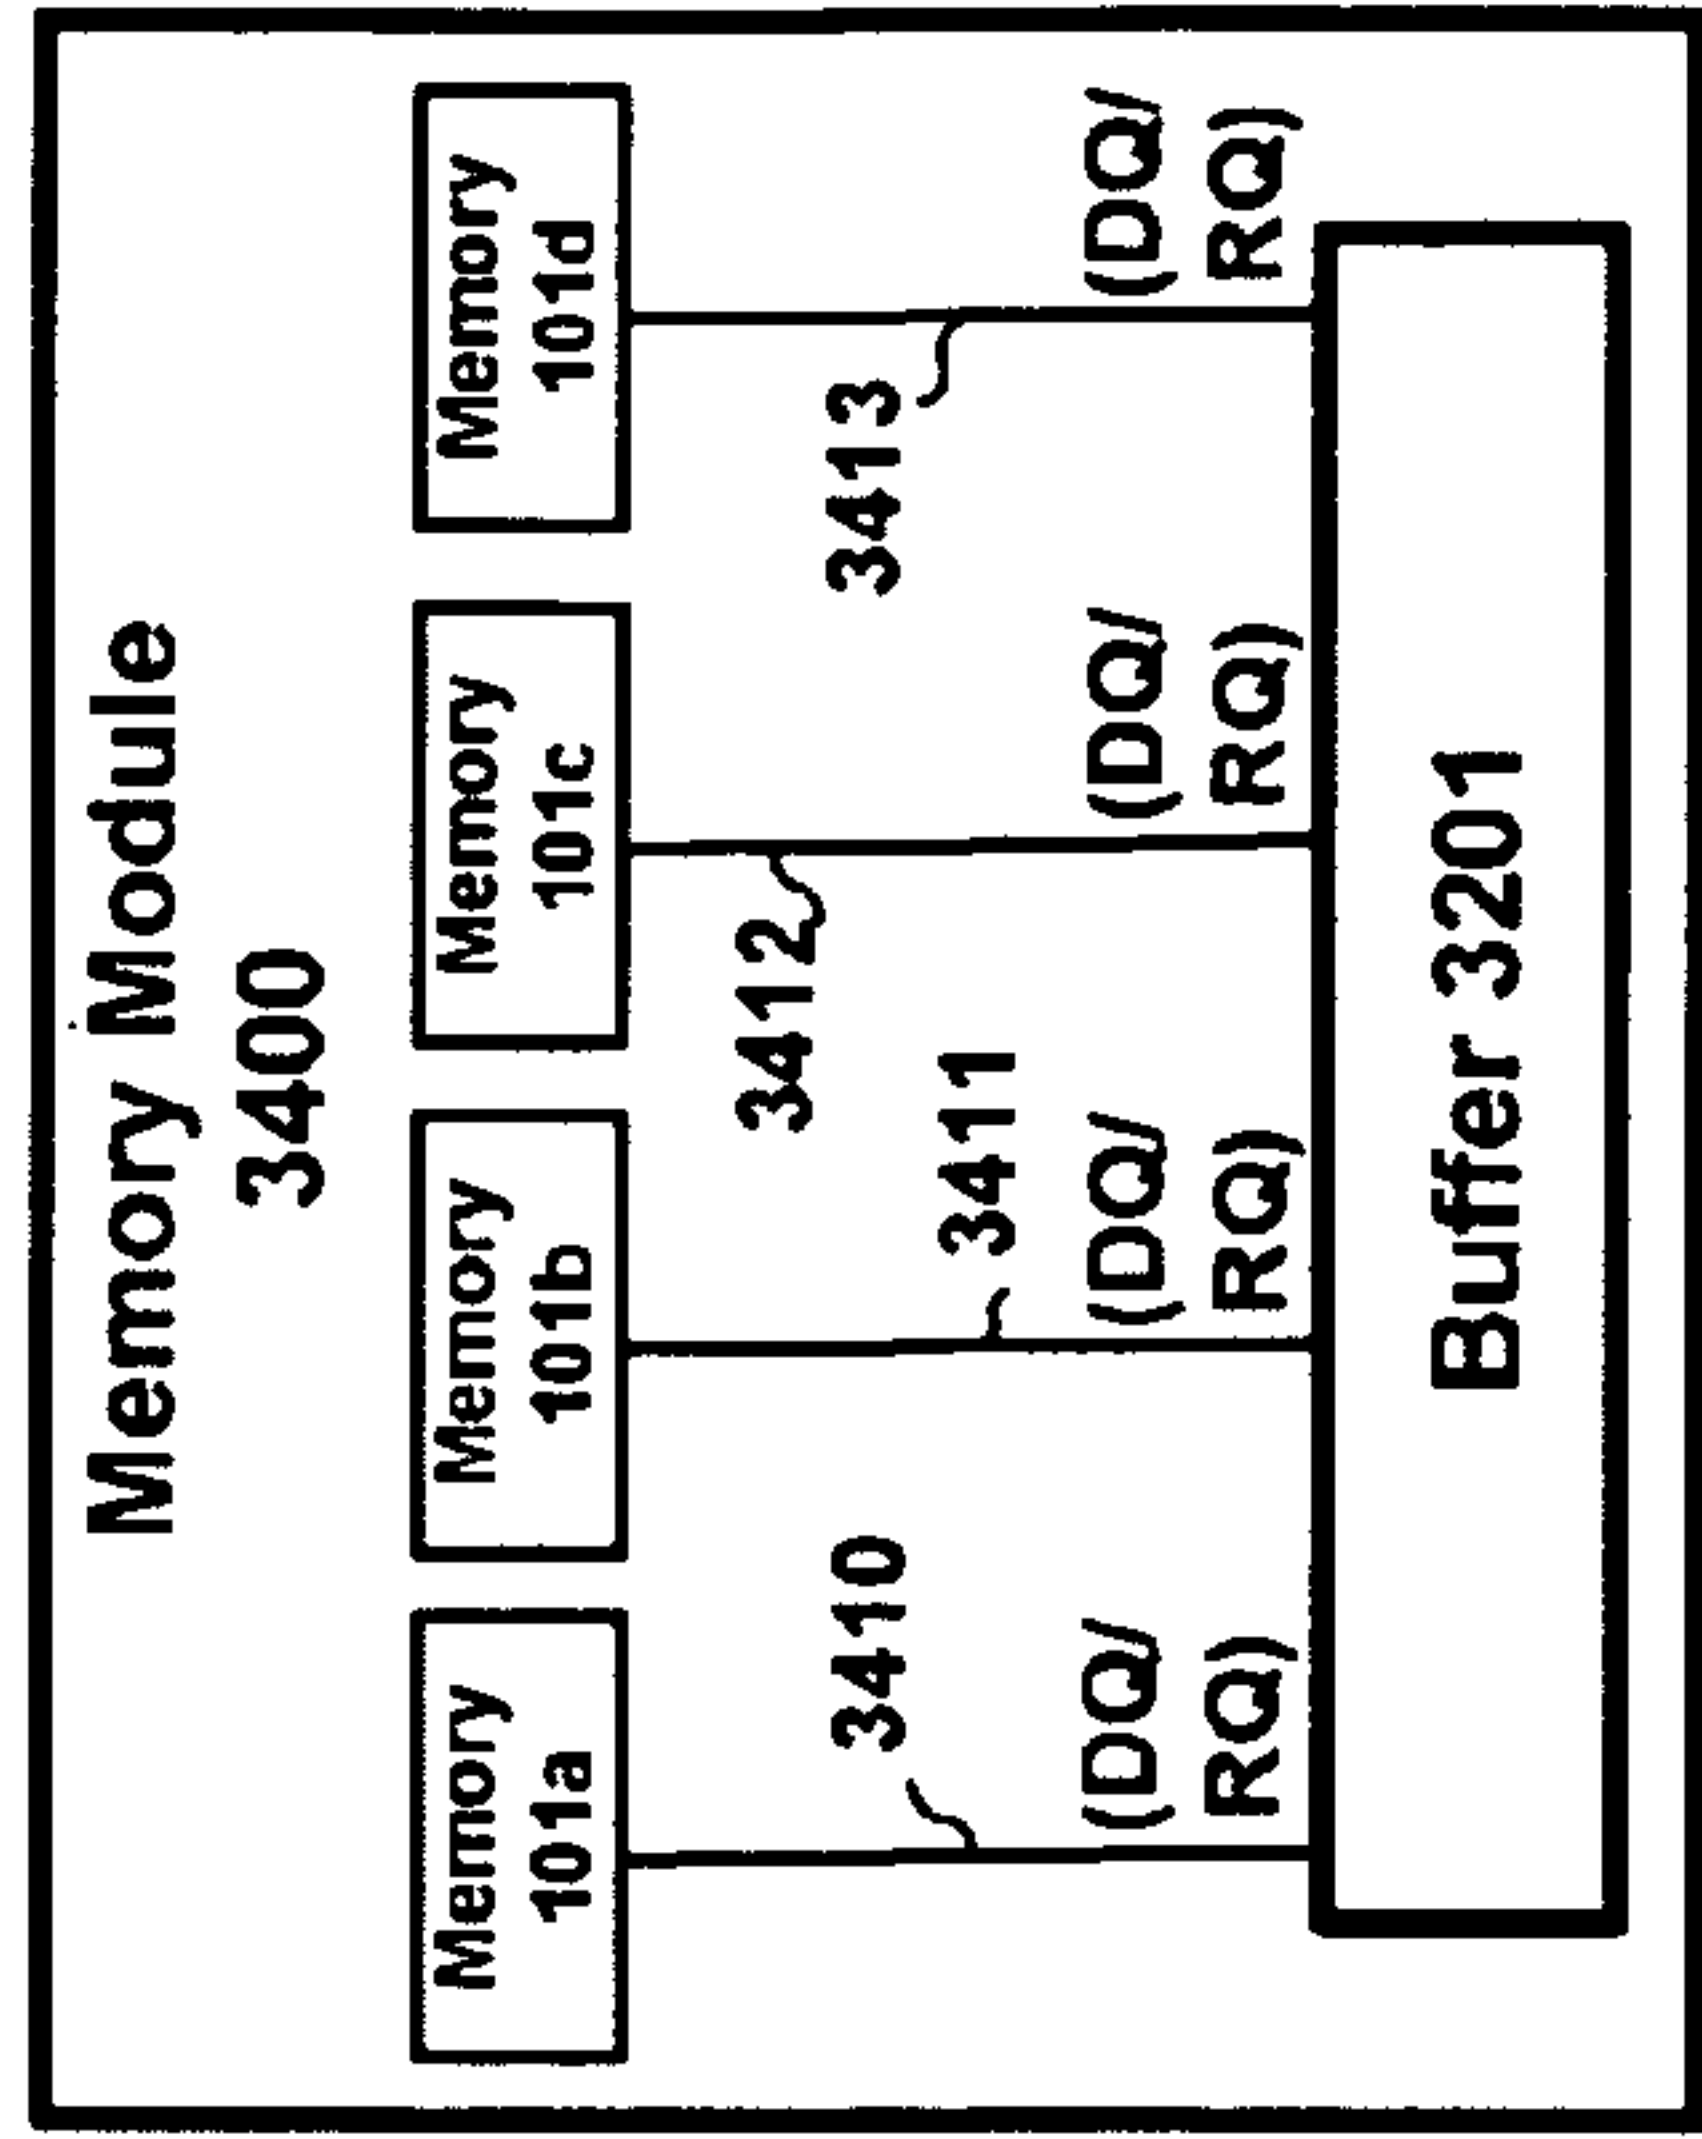 Memory Module
3400
Memory
101a
Memory
101b
Memory
101c
Memory
101d
3410
3411
3412
3413
(DQ/
RQ)
(DQ/
RQ)
(DQ/
RQ)
(DQ/
RQ)
Buffer 3201